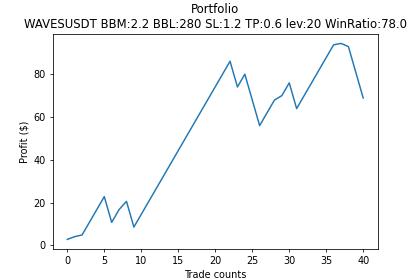 Portfolio
WAVESUSDT BBM:2.2 BBL:280 SL:1.2 TP:0.6 lev:20 WinRatio:78.0
Profit ($)
80
60
40
20
0
0 5 10 15 20 25 30 35 40
Trade counts